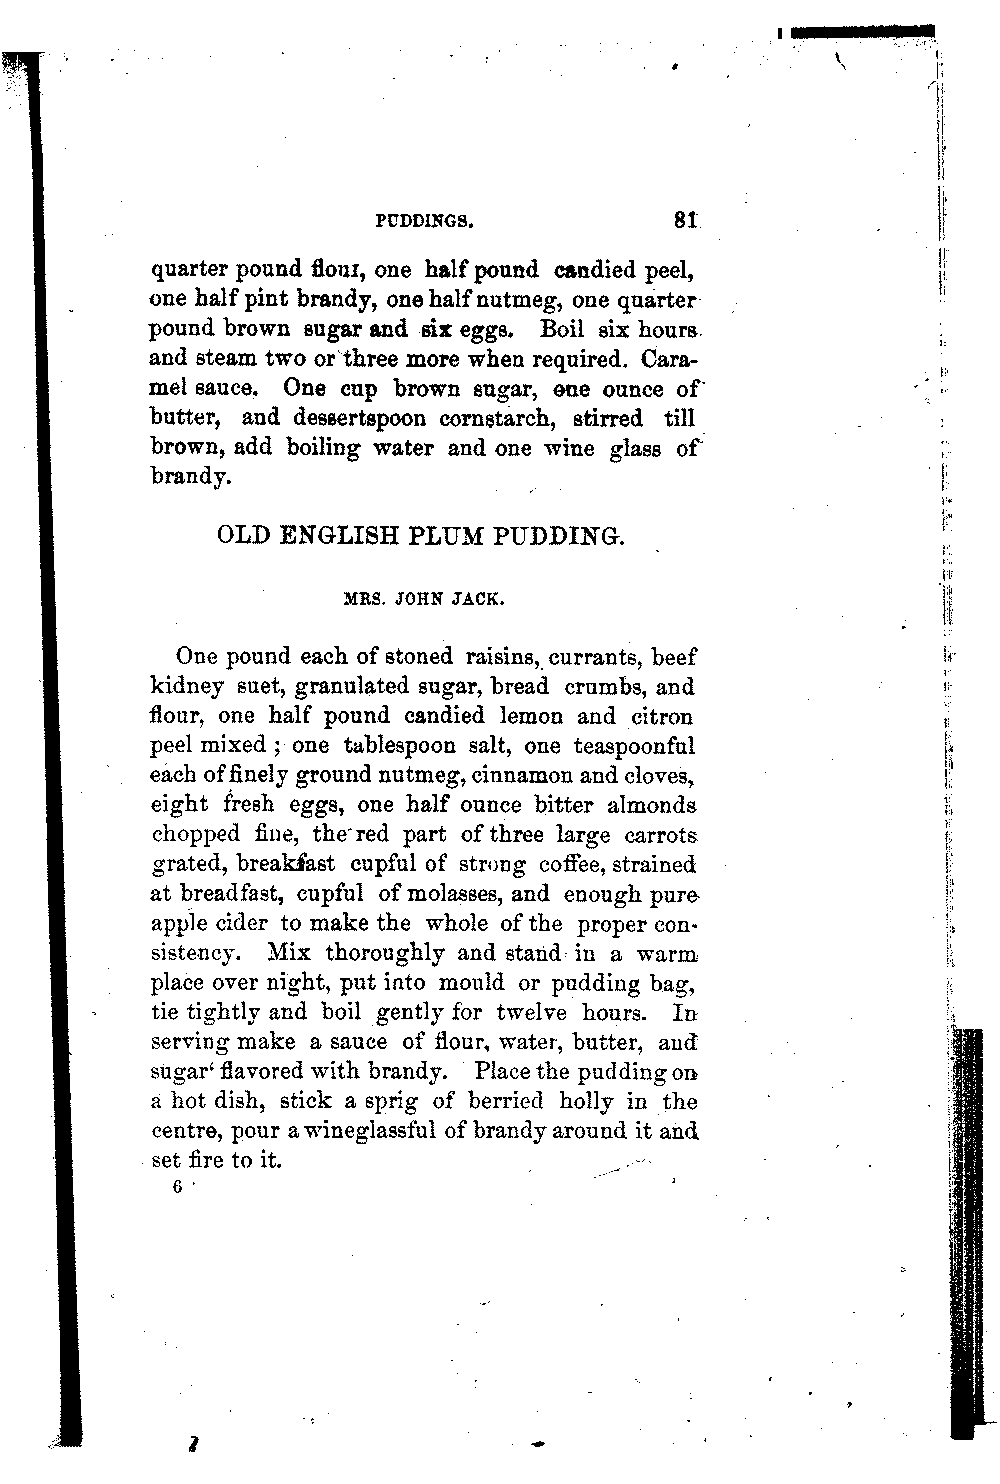 PUDDINGS. 81
quarter pound flour, one half pound candied peel,
one half pint brandy, one half nutmeg, one quarter
pound brown sugar and six eggs. Boil six hours
and steam two or three more when required. Cara-
mel sauce. One cup brown sugar, one ounce of
butter, and dessertspoon cornstarch, stirred till
brown, add boiling water and one wine glass of
brandy.
OLD ENGLISH PLUM PUDDING.
MRS. JOHN JACK.
One pound each of stoned raisins, currants, beef
kidney suet, granulated sugar, bread crumbs, and
flour, one half pound candied lemon and citron
peel mixed ; one tablespoon salt, one teaspoonful
each of finely ground nutmeg, cinnamon and cloves,
eight fresh eggs, one half ounce bitter almonds
chopped fine, the red part of three large carrots
grated, breakfast cupful of strong coffee, strained
at breadfast, cupful of molasses, and enough pure
apple cider to make the whole of the proper con-
sistency. Mix thoroughly and stand in a warm
place over night, put into mould or pudding bag,
tie tightly and boil gently for twelve hours. In
serving make a sauce of flour, water, butter, and
sugar' flavored with brandy. Place the pudding on
a hot dish, stick a sprig of berried holly in the
centre, pour a wineglassful of brandy around it and
set fire to it.
6